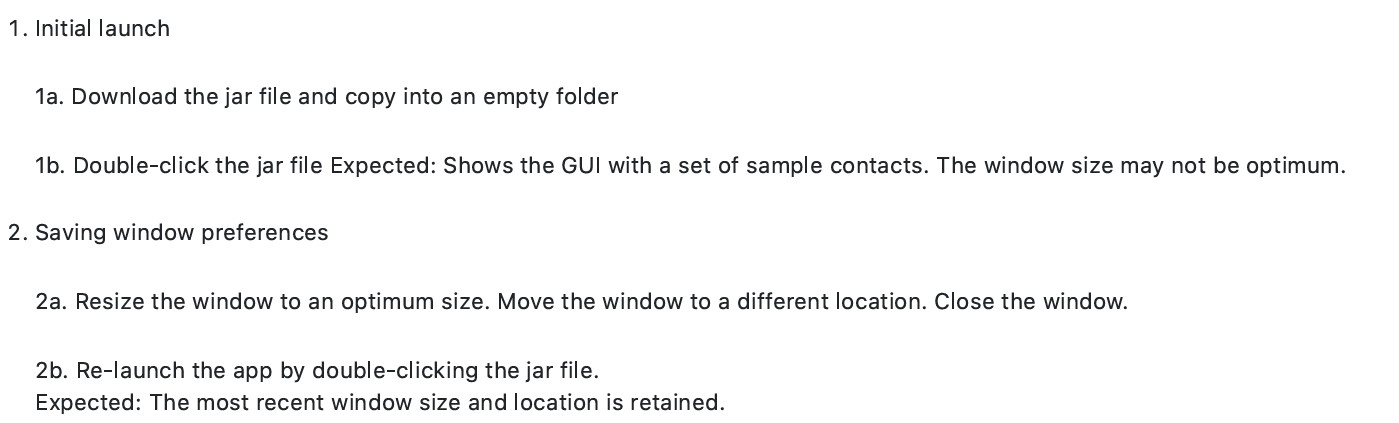 1. Initial launch
1a. Download the jar file and copy into an empty folder
1b. Double-click the jar file Expected: Shows the GUI with a set of sample contacts. The window size may not be optimum.
2. Saving window preferences
2a. Resize the window to an optimum size. Move the window to a different location. Close the window.
2b. Re-launch the app by double-clicking the jar file.
Expected: The most recent window size and location is retained.